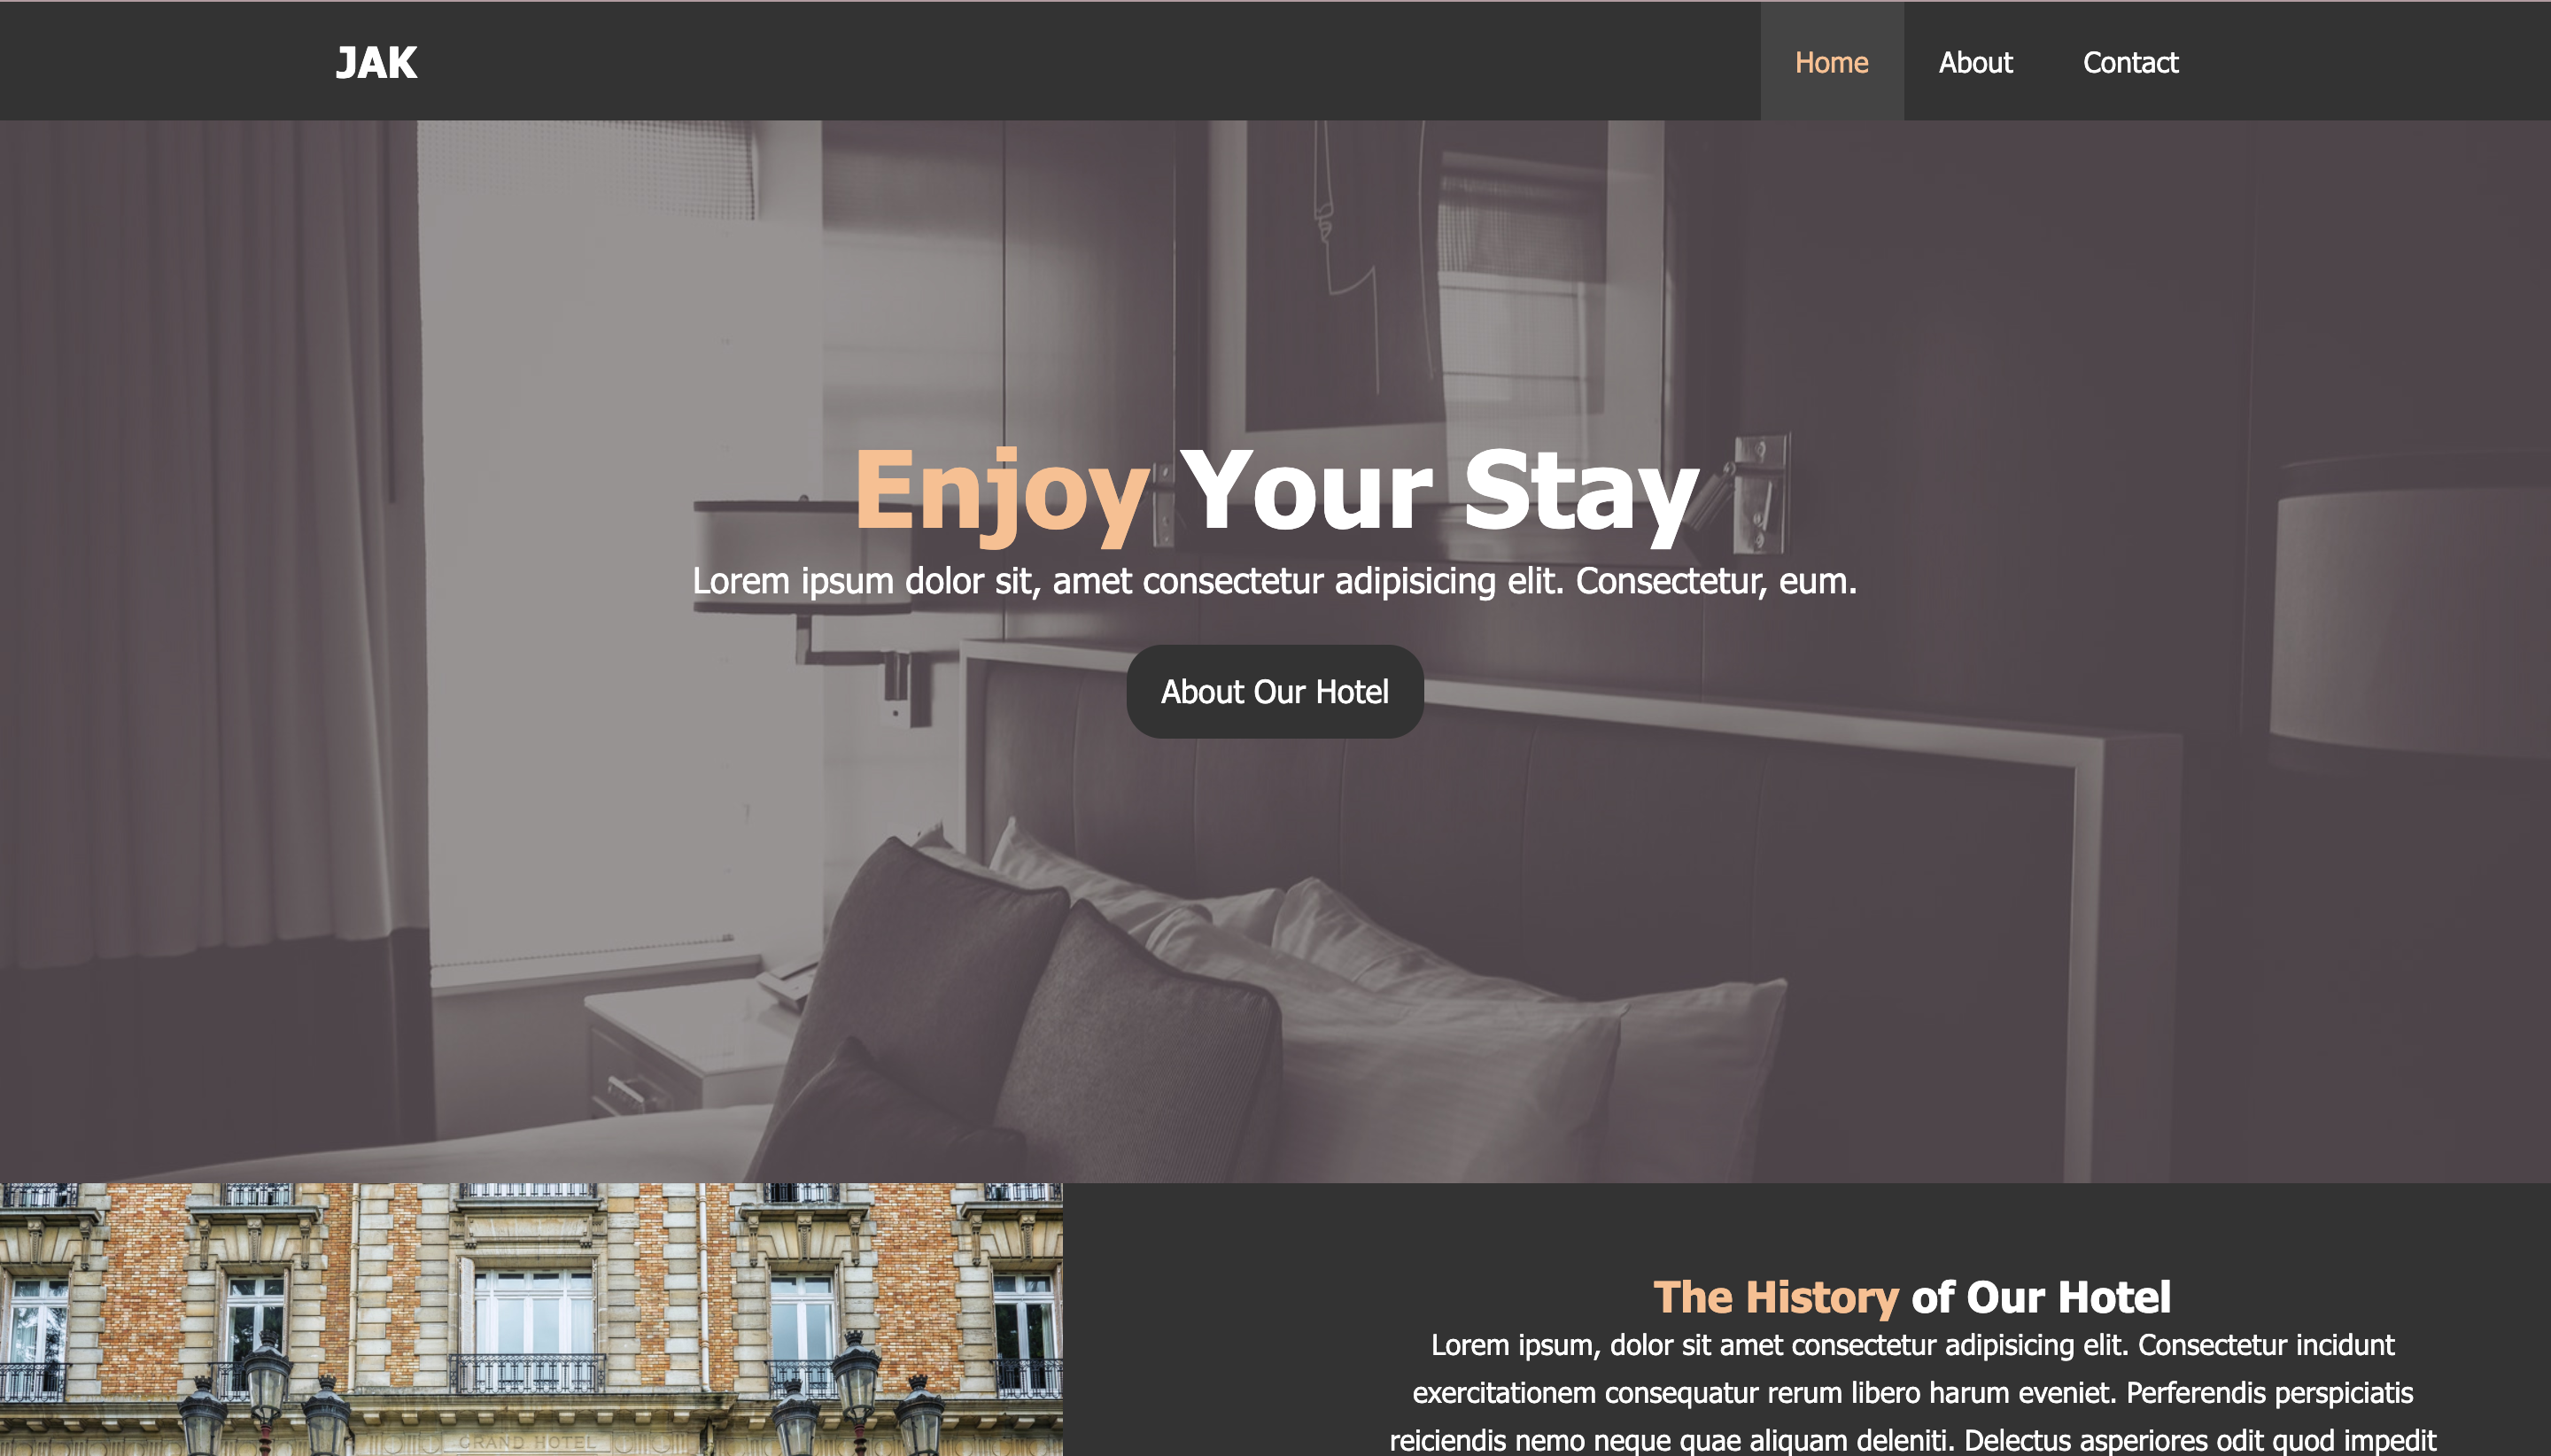 JAK
Home About Contact
Enjoy Your Stay
Lorem ipsum dolor sit, amet consectetur adipisicing elit. Consectetur, eum.
About Our Hotel
The History of Our Hotel
Lorem ipsum, dolor sit amet consectetur adipisicing elit. Consectetur incidunt
exercitationem consequatur rerum libero harum eveniet. Perferendis perspiciatis
reiciendis nemo neque quae aliquam deleniti. Delectus asperiores odit quod impedit
GRAND HOTEL